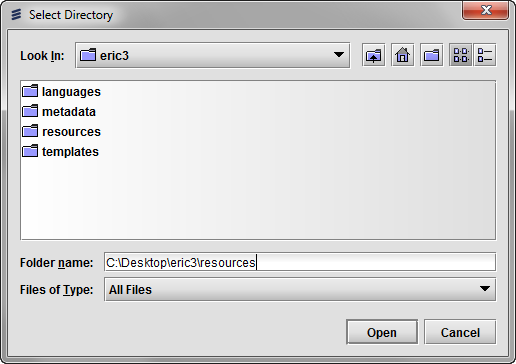 Select Directory
Look In: eric3
languages
metadata
resources
templates
Folder name: C:\Desktop\eric3\resources
Files of Type: All Files
Open Cancel